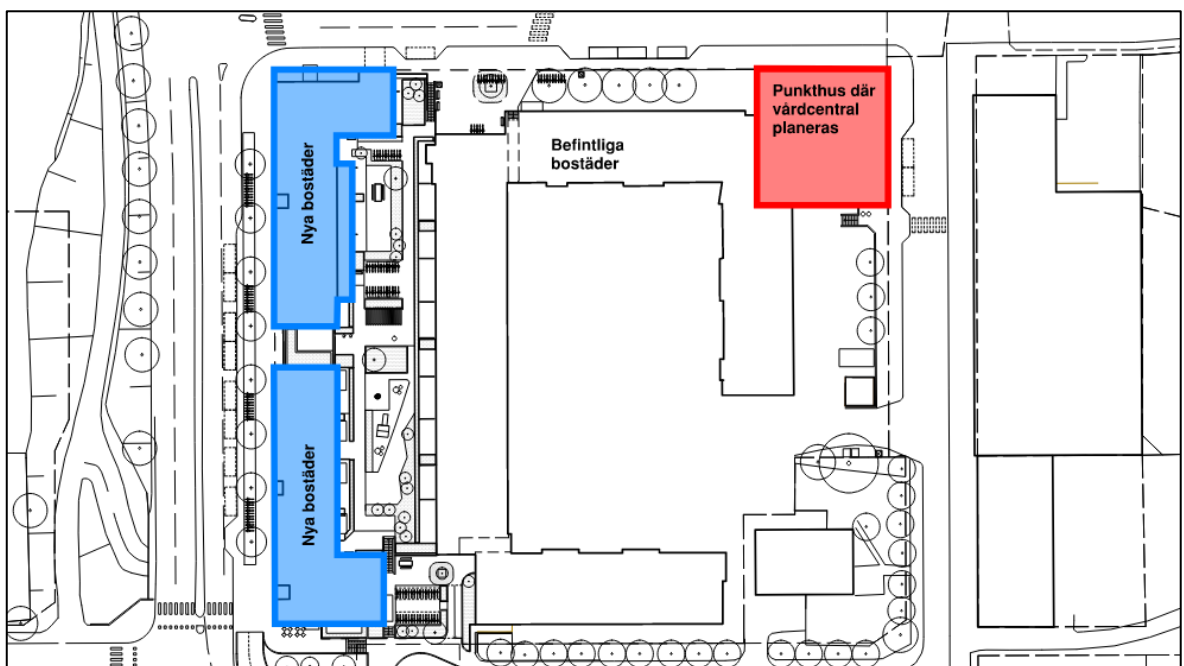 Punkthus där
vårdcentral
planeras
Befintliga
bostäder
Nya bostäder
Nya bostäder